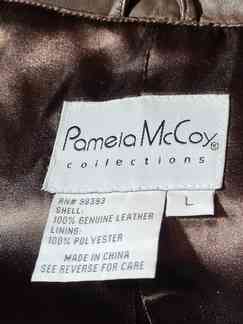 Pamela McCoy®
collections
L
RN# 98393
SHELL:
100% GENUINE LEATHER
LINING:
100% POLYESTER
MADE IN CHINA
SEE REVERSE FOR CARE